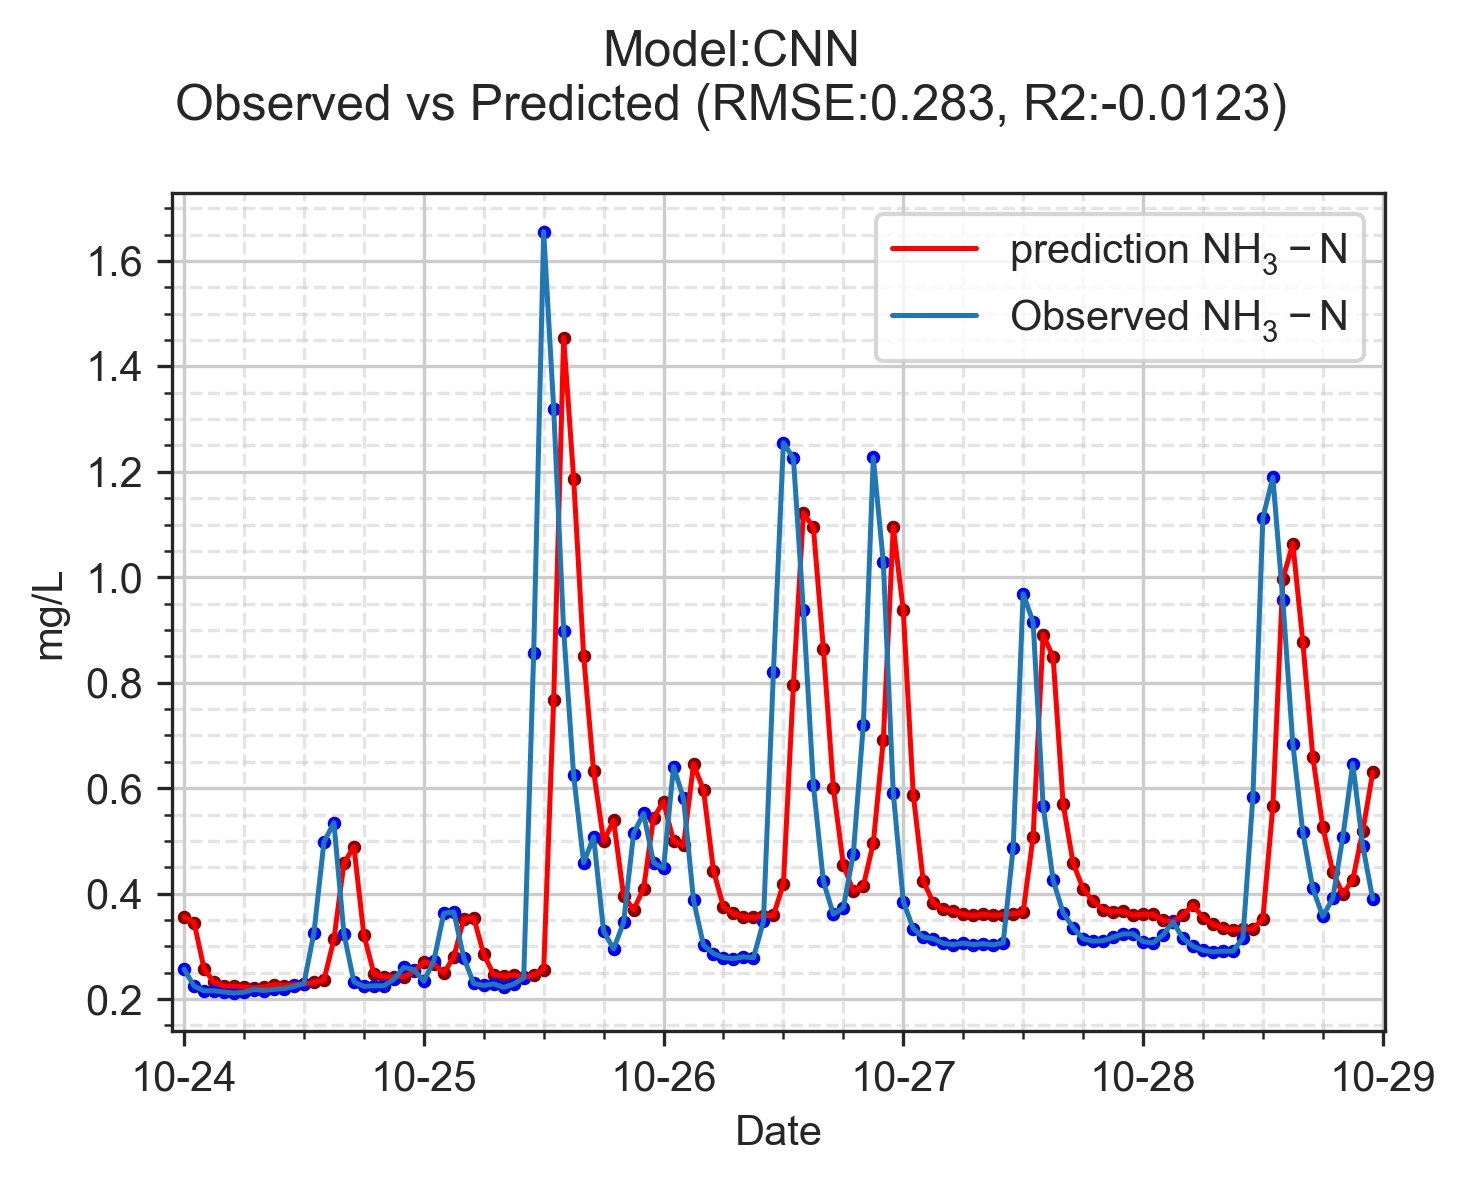 Model:CNN
Observed vs Predicted (RMSE:0.283, R2:-0.0123)
prediction NH₃ − N
Observed NH₃ − N
1.6
1.4
1.2
1.0
0.8
0.6
0.4
0.2
mg/L
10-24 10-25 10-26 10-27 10-28 10-29
Date